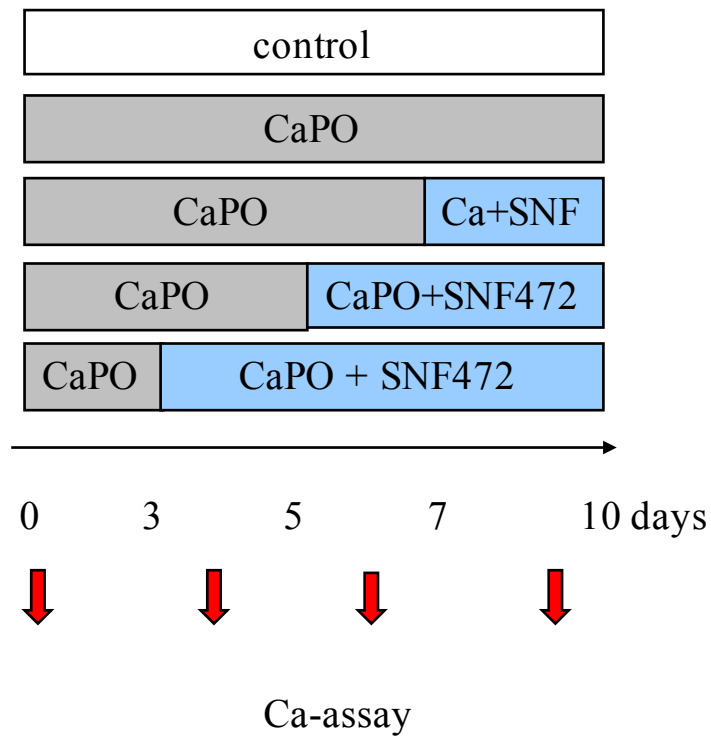 control
CaPO
CaPO Ca+SNF
CaPO CaPO+SNF472
CaPO CaPO + SNF472
0 3 5 7 10 days
Ca-assay